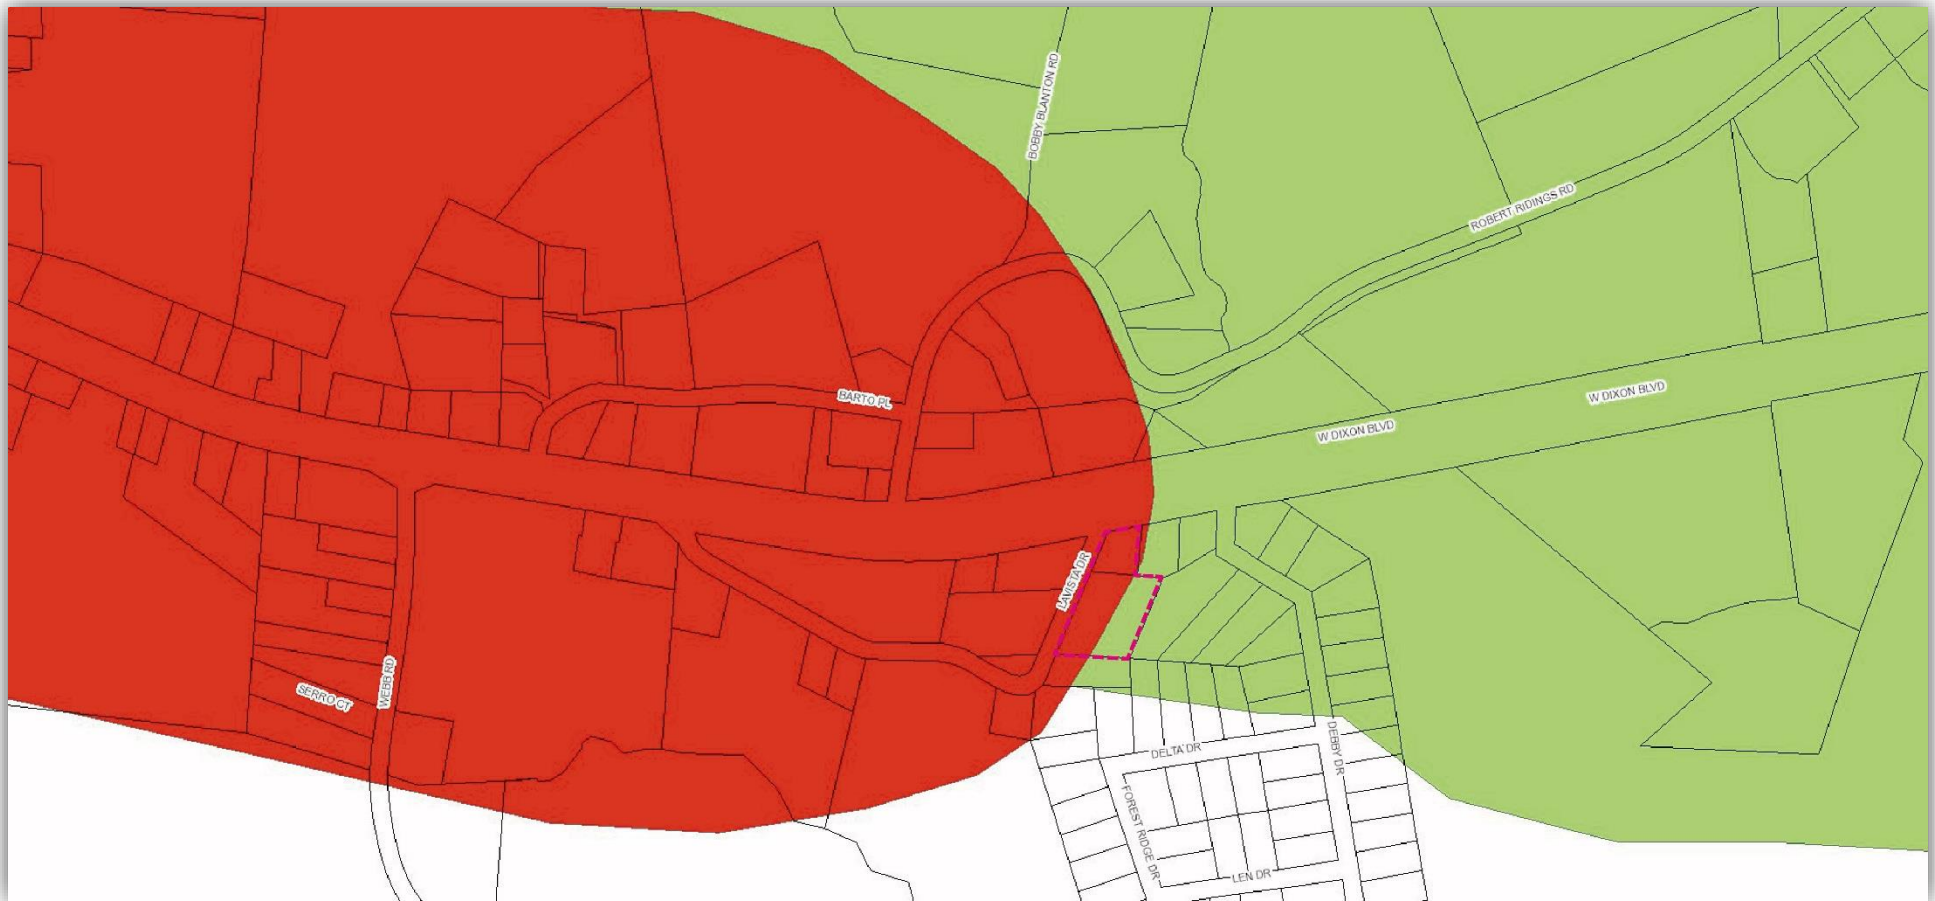 BOBBY BLANTON RD
ROBERT RIDINGS RD
BARTO PL
W DIXON BLVD
W DIXON BLVD
LAVISTA DR
WEBB RD
SERRO CT
DELTA DR
DEBBY DR
FOREST RIDGE DR
LEN DR